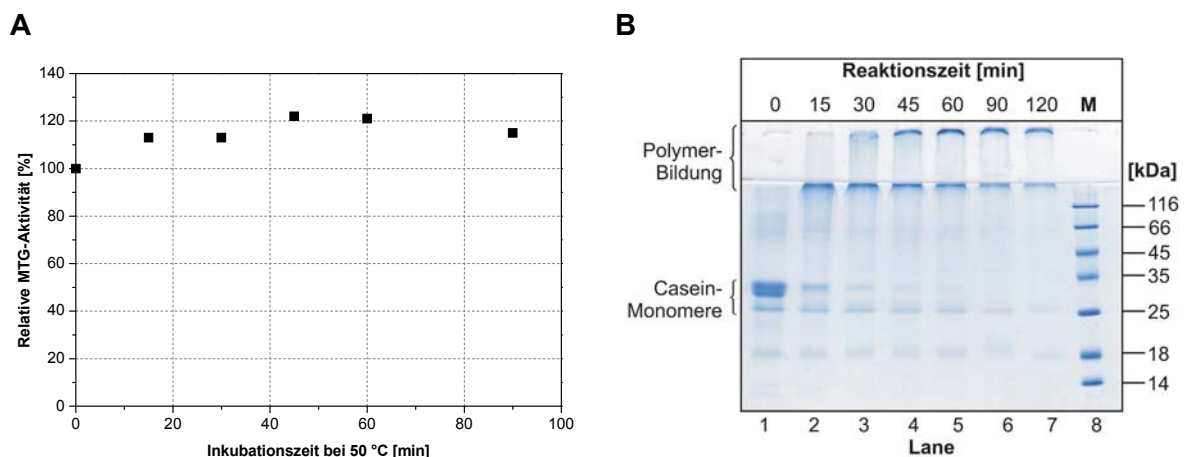 A
140
120
100
80
60
40
20
0
Relative MTG-Aktivität [%]
0 20 40 60 80 100
Inkubationszeit bei 50 °C [min]
B
Reaktionszeit [min]
0 15 30 45 60 90 120 M
Polymer-
Bildung
[kDa]
116
66
45
35
Casein-
Monomere
25
18
14
1 2 3 4 5 6 7 8
Lane